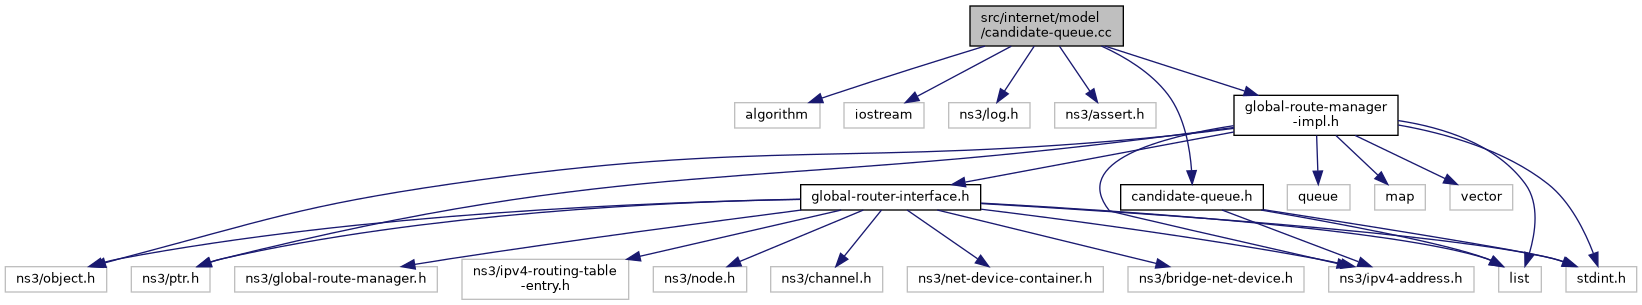 src/internet/model
/candidate-queue.cc
algorithm
iostream
ns3/log.h
ns3/assert.h
global-route-manager
-impl.h
global-router-interface.h
candidate-queue.h
queue
map
vector
ns3/object.h
ns3/ptr.h
ns3/global-route-manager.h
ns3/ipv4-routing-table
-entry.h
ns3/node.h
ns3/channel.h
ns3/net-device-container.h
ns3/bridge-net-device.h
ns3/ipv4-address.h
list
stdint.h